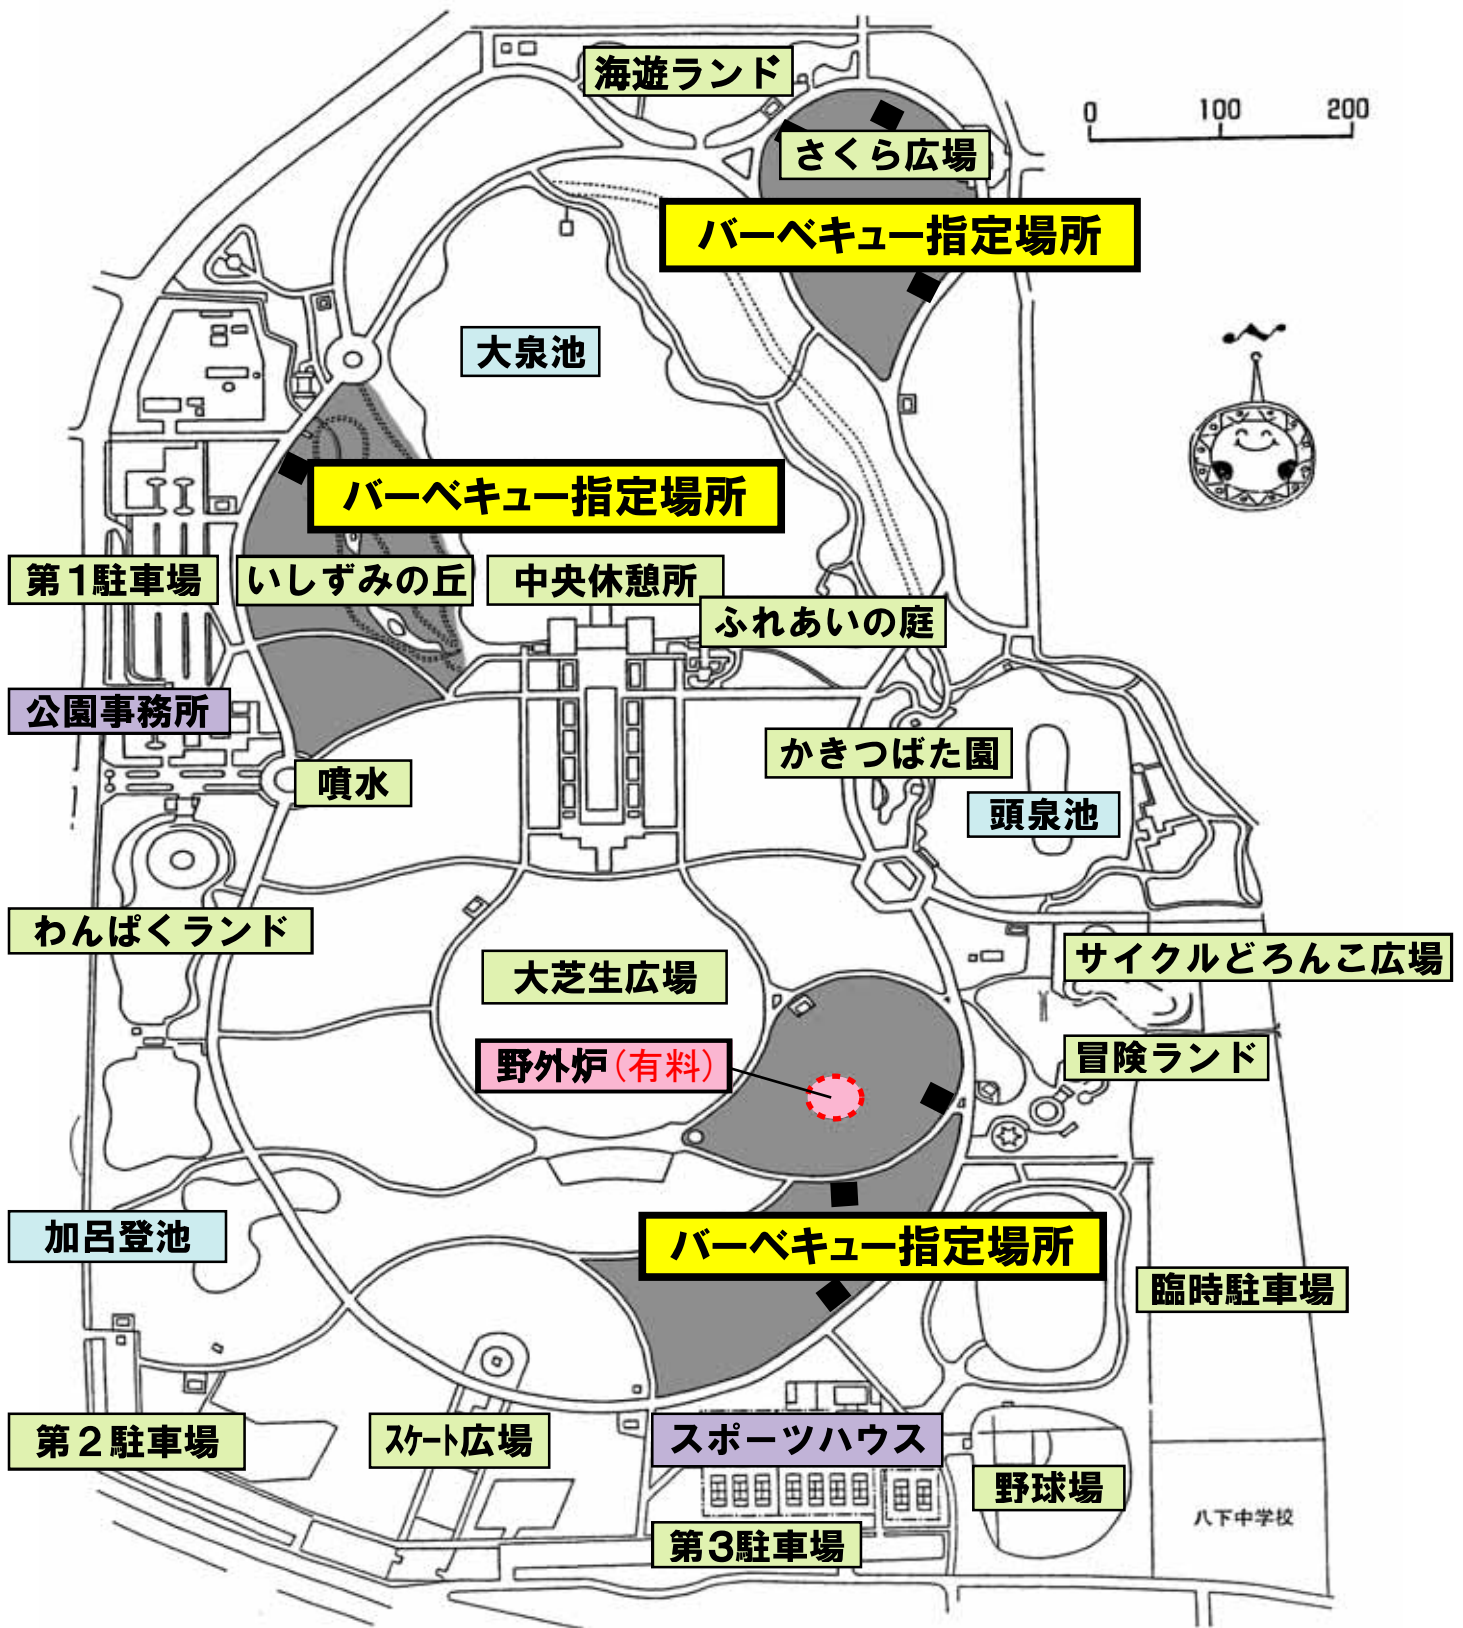 海遊ランド
0 100 200
さくら広場
バーベキュー指定場所
大泉池
バーベキュー指定場所
第1駐車場
いしずみの丘
中央休憩所
ふれあいの庭
公園事務所
かきつばた園
噴水
頭泉池
わんぱくランド
サイクルどろんこ広場
大芝生広場
野外炉(有料)
冒険ランド
加呂登池
バーベキュー指定場所
臨時駐車場
第2駐車場
スケート広場
スポーツハウス
野球場
八下中学校
第3駐車場